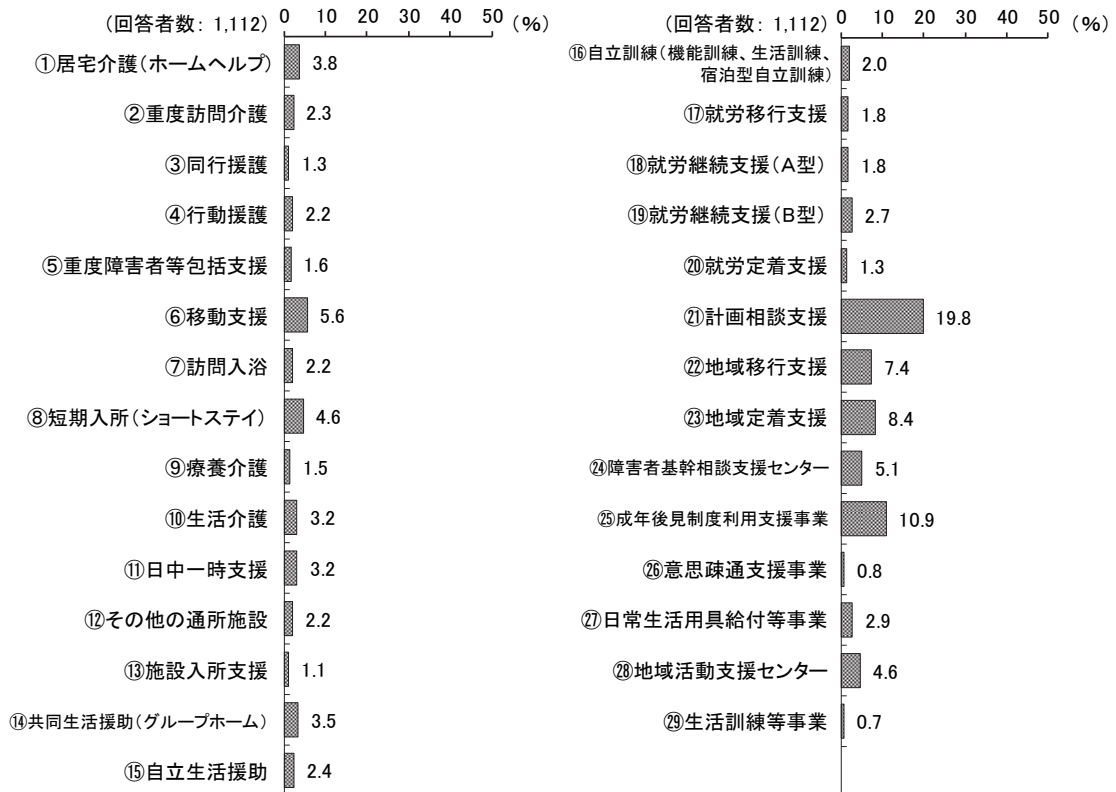 (回答者数: 1,112)
0 10 20 30 40 50 (%)
①居宅介護(ホームヘルプ) 3.8
②重度訪問介護 2.3
③同行援護 1.3
④行動援護 2.2
⑤重度障害者等包括支援 1.6
⑥移動支援 5.6
⑦訪問入浴 2.2
⑧短期入所(ショートステイ) 4.6
⑨療養介護 1.5
⑩生活介護 3.2
⑪日中一時支援 3.2
⑫その他の通所施設 2.2
⑬施設入所支援 1.1
⑭共同生活援助(グループホーム) 3.5
⑮自立生活援助 2.4
(回答者数: 1,112)
0 10 20 30 40 50 (%)
⑯自立訓練(機能訓練、生活訓練、
宿泊型自立訓練) 2.0
⑰就労移行支援 1.8
⑱就労継続支援(A型) 1.8
⑲就労継続支援(B型) 2.7
⑳就労定着支援 1.3
㉑計画相談支援 19.8
㉒地域移行支援 7.4
㉓地域定着支援 8.4
㉔障害者基幹相談支援センター 5.1
㉕成年後見制度利用支援事業 10.9
㉖意思疎通支援事業 0.8
㉗日常生活用具給付等事業 2.9
㉘地域活動支援センター 4.6
㉙生活訓練等事業 0.7